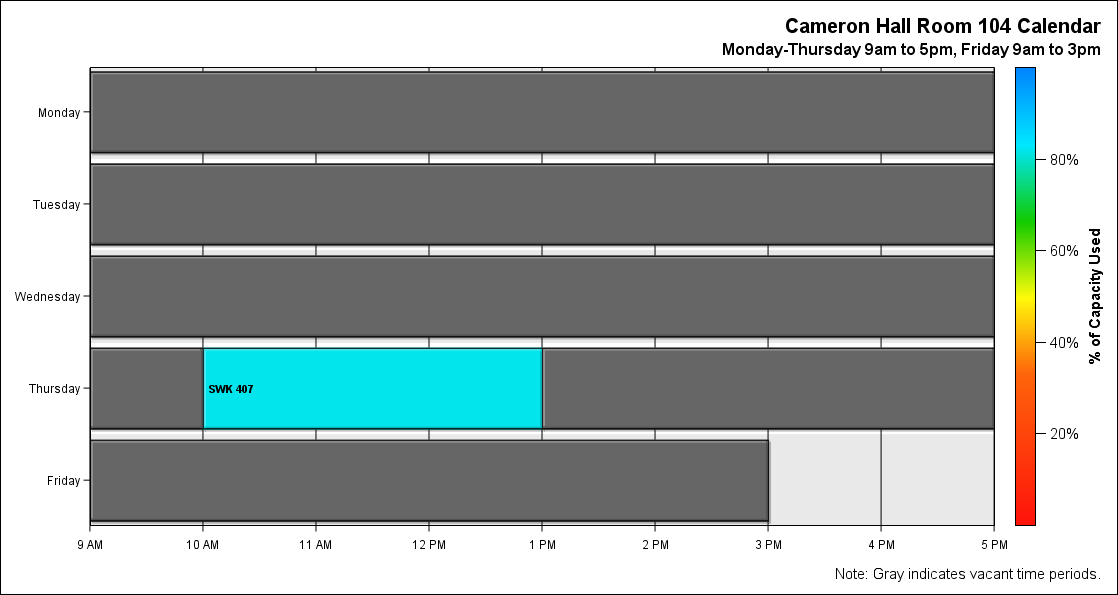 Cameron Hall Room 104 Calendar
Monday-Thursday 9am to 5pm, Friday 9am to 3pm
Monday
Tuesday
Wednesday
Thursday
Friday
SWK 407
9 AM 10 AM 11 AM 12 PM 1 PM 2 PM 3 PM 4 PM 5 PM
80%
60%
40%
20%
% of Capacity Used
Note: Gray indicates vacant time periods.